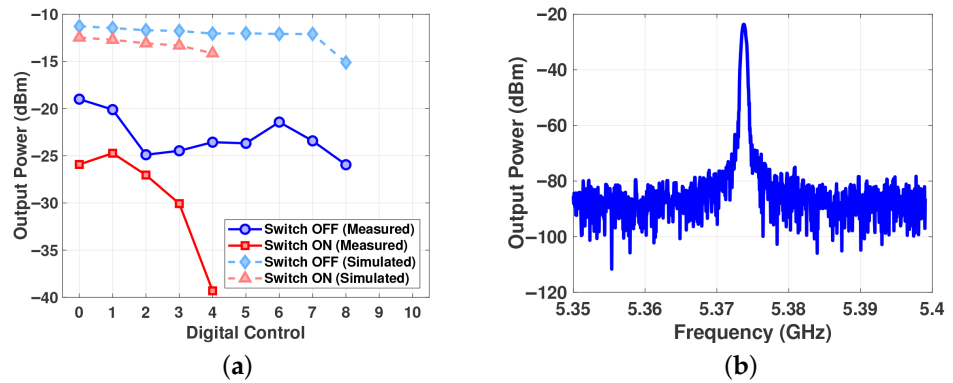 −10
−15
−20
−25
−30
−35
−40
Output Power (dBm)
Switch OFF (Measured)
Switch ON (Measured)
Switch OFF (Simulated)
Switch ON (Simulated)
0 1 2 3 4 5 6 7 8 9 10
Digital Control
(a)
−20
−40
−60
−80
−100
−120
Output Power (dBm)
5.35 5.36 5.37 5.38 5.39 5.4
Frequency (GHz)
(b)